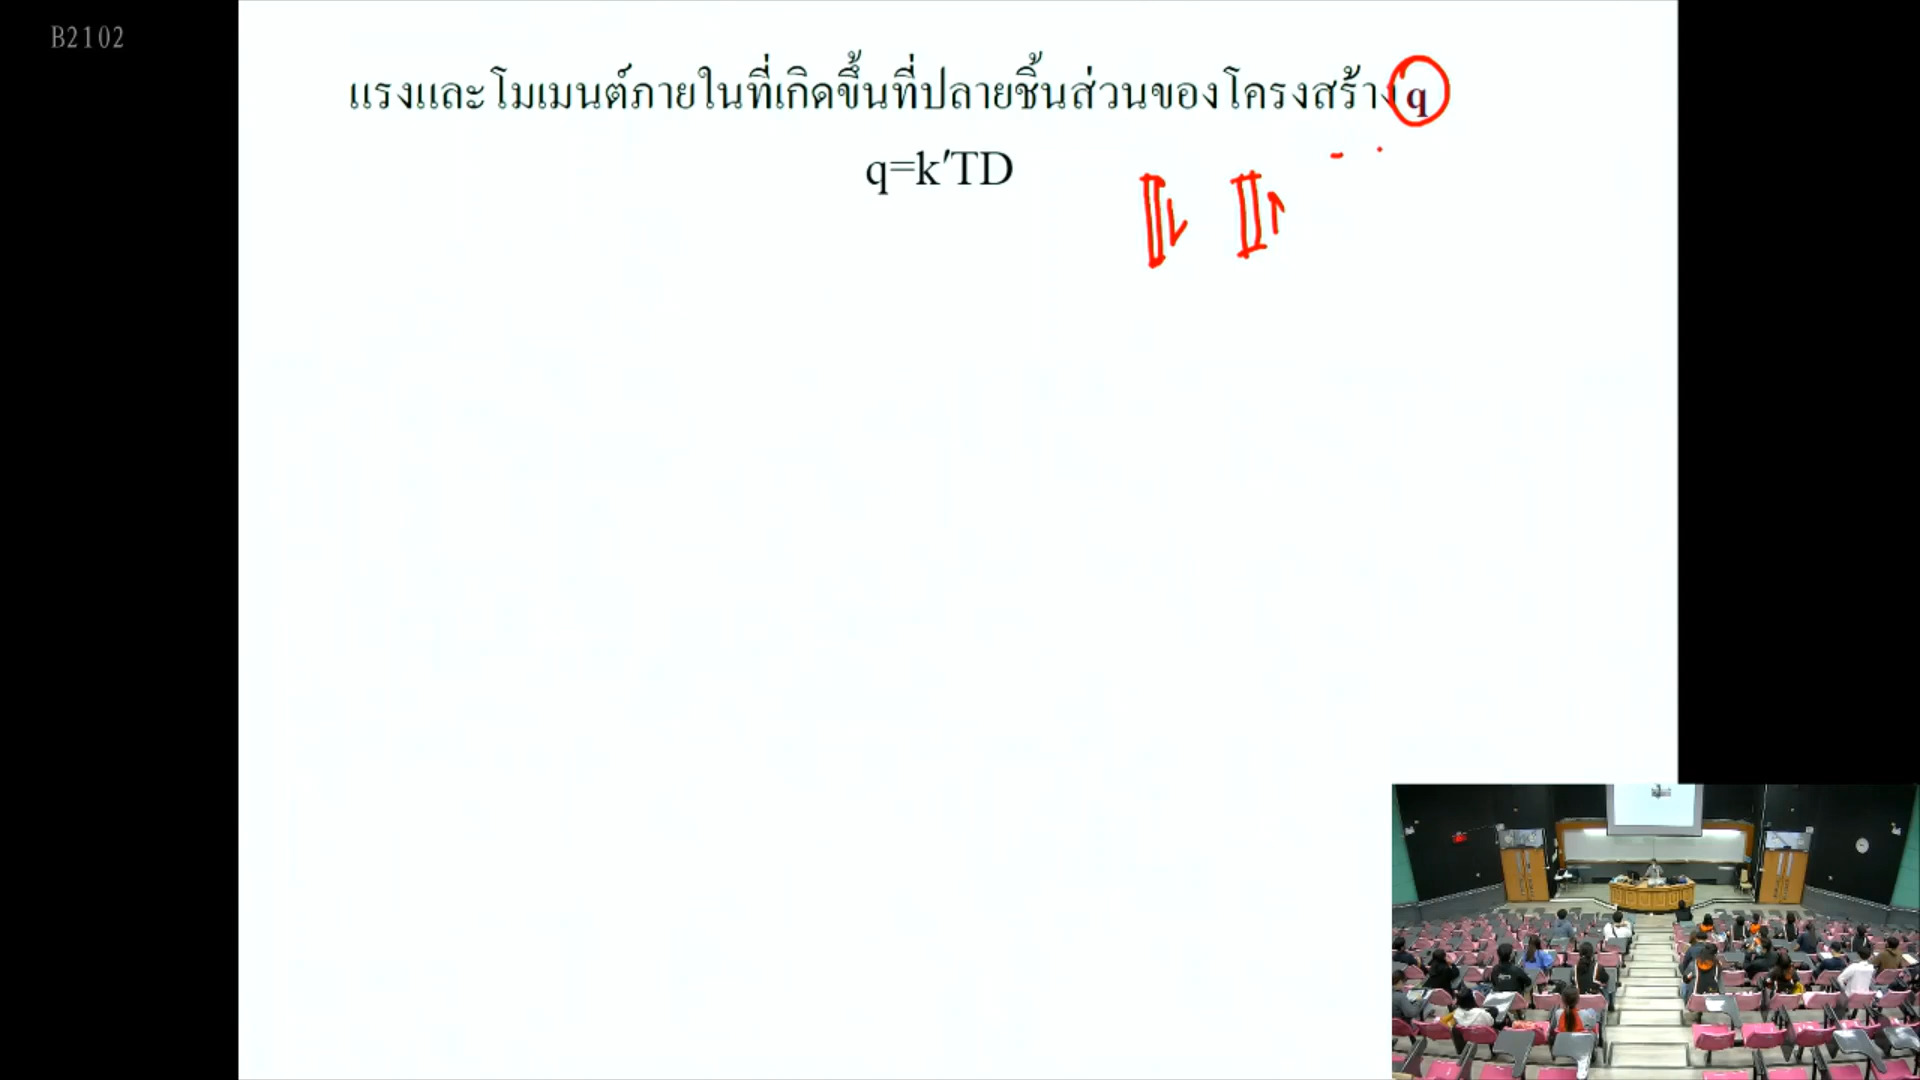 B2102
แรงและโมเมนต์ภายในที่เกิดขึ้นที่ปลายชิ้นส่วนของโครงสร้าง q
q=k′TD